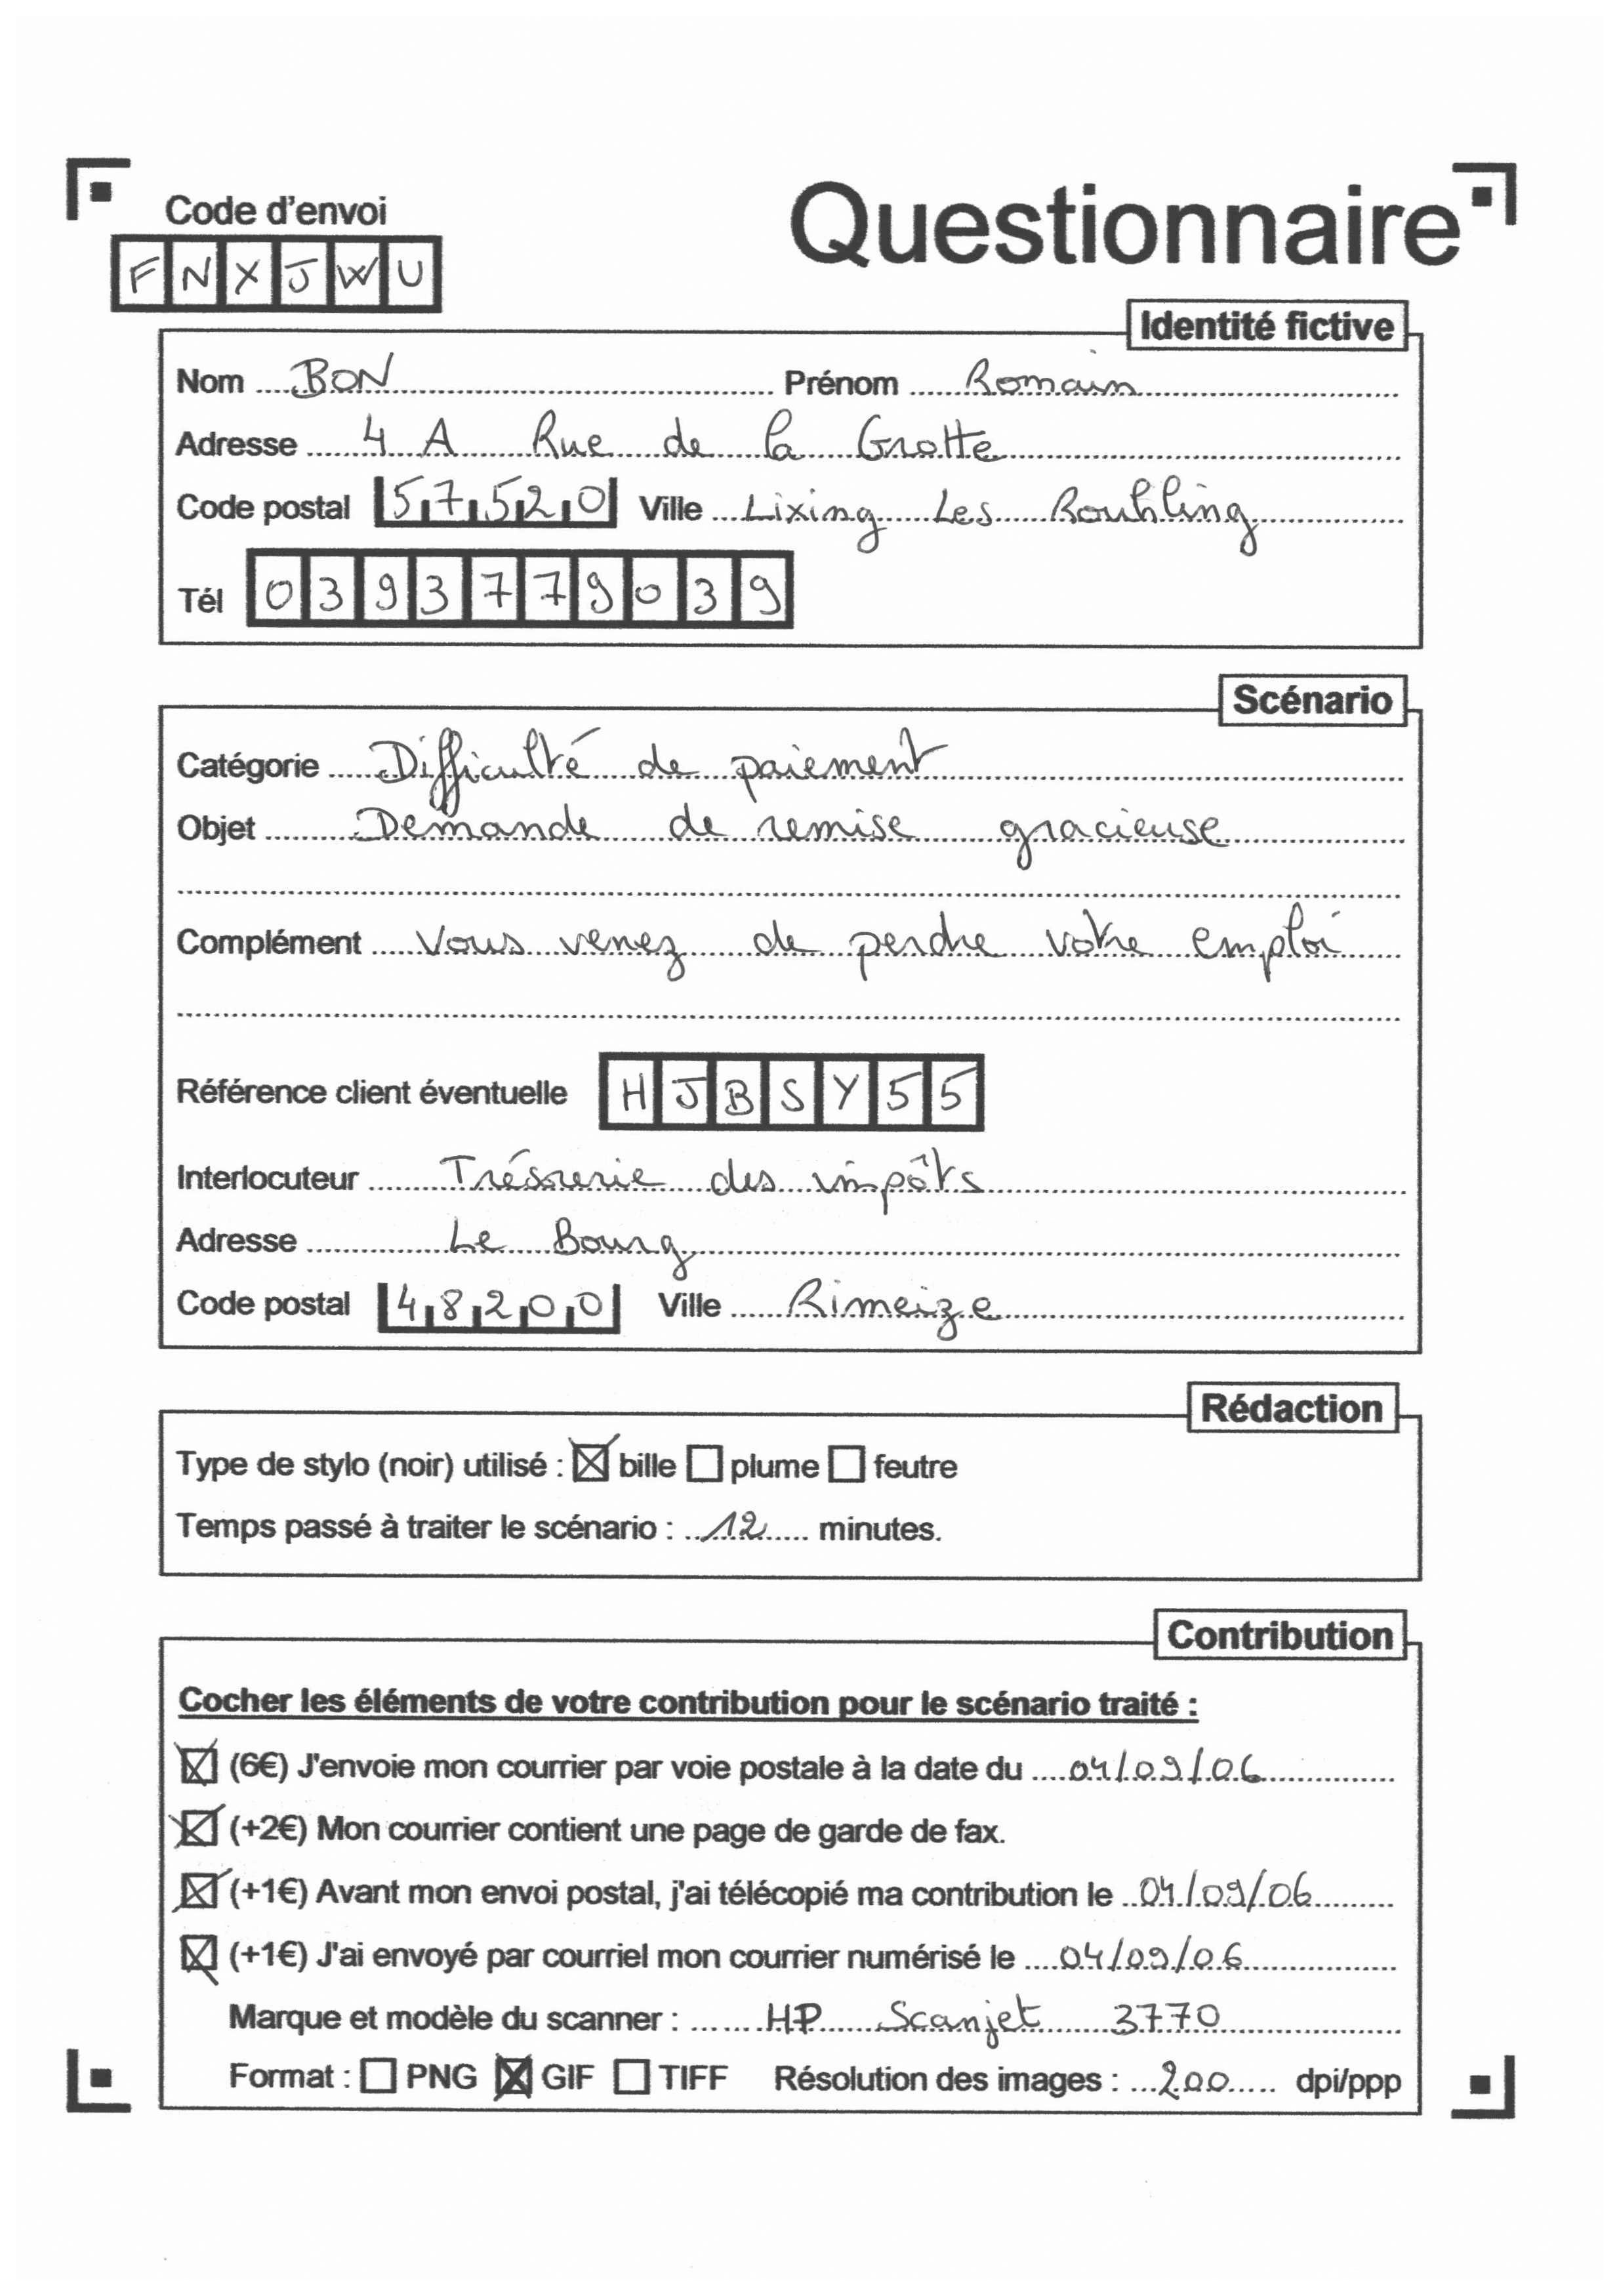 Questionnaire
Code d'envoi
FNXJWU
Identité fictive
Nom BON Prénom Romain
Adresse 4 A Rue de la Grotte
Code postal 57520 Ville Lixing Les Rouhling
Tél 0393779039
Scénario
Catégorie Difficulté de paiement
Objet Demande de remise gracieuse
Complément Vous venez de perdre votre emploi
Référence client éventuelle HJBSY55
Interlocuteur Trésorerie des impôts
Adresse Le Bourg
Code postal 48200 Ville Rimeize
Rédaction
Type de stylo (noir) utilisé : ☒ bille ☐ plume ☐ feutre
Temps passé à traiter le scénario : 12 minutes.
Contribution
Cocher les éléments de votre contribution pour le scénario traité :
☒ (6€) J'envoie mon courrier par voie postale à la date du 04/09/06
☒ (+2€) Mon courrier contient une page de garde de fax.
☒ (+1€) Avant mon envoi postal, j'ai télécopié ma contribution le 04/09/06
☒ (+1€) J'ai envoyé par courriel mon courrier numérisé le 04/09/06
Marque et modèle du scanner : HP Scanjet 3770
Format : ☐ PNG ☒ GIF ☐ TIFF Résolution des images : 200 dpi/ppp